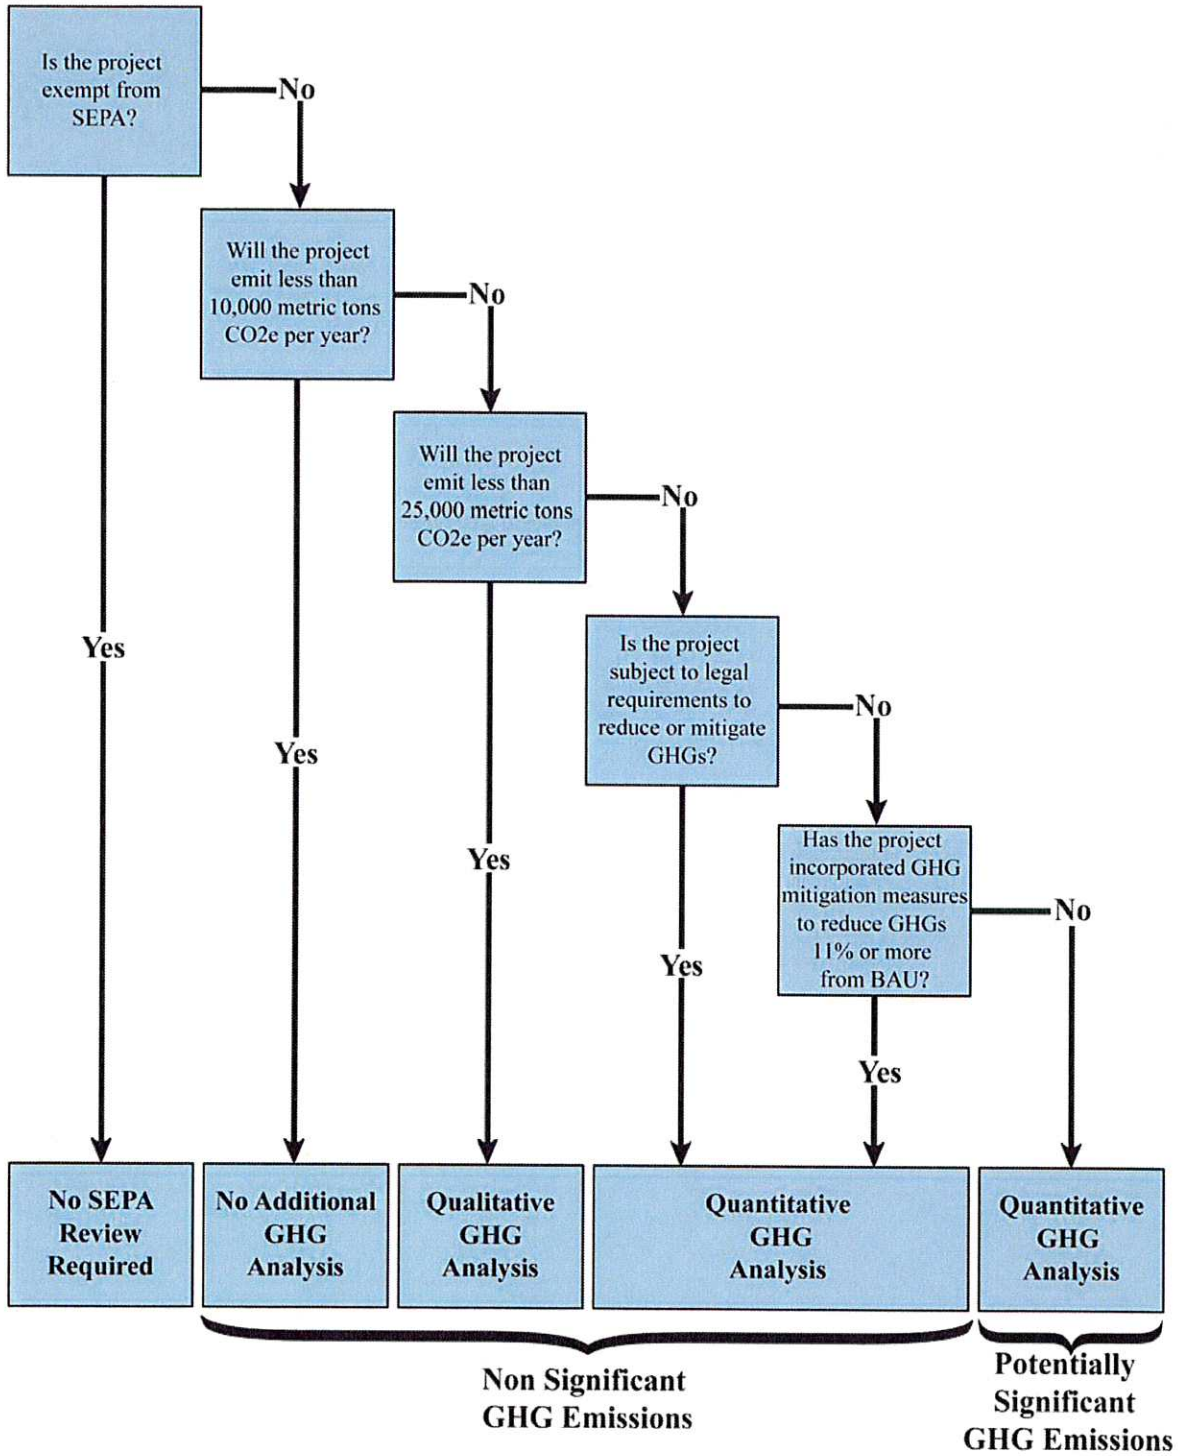 Is the project
exempt from
SEPA?
No
Will the project
emit less than
10,000 metric tons
CO2e per year?
No
Will the project
emit less than
25,000 metric tons
CO2e per year?
No
Is the project
subject to legal
requirements to
reduce or mitigate
GHGs?
No
Has the project
incorporated GHG
mitigation measures
to reduce GHGs
11% or more
from BAU?
No
Yes
Yes
Yes
Yes
Yes
No SEPA
Review
Required
No Additional
GHG
Analysis
Qualitative
GHG
Analysis
Quantitative
GHG
Analysis
Quantitative
GHG
Analysis
Non Significant
GHG Emissions
Potentially
Significant
GHG Emissions